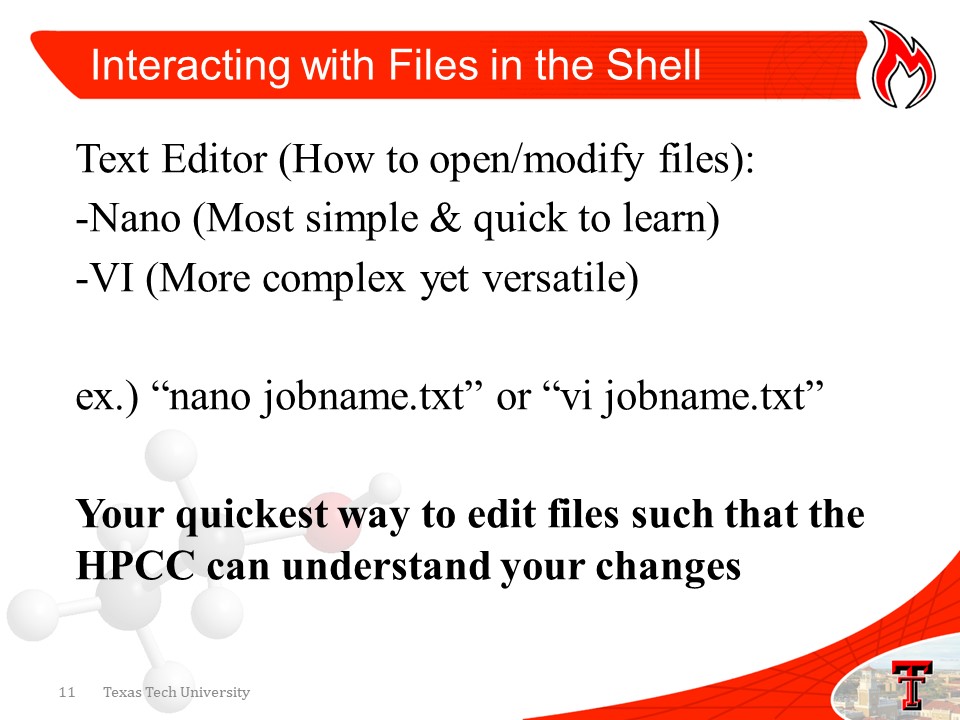 Interacting with Files in the Shell
Text Editor (How to open/modify files):
-Nano (Most simple & quick to learn)
-VI (More complex yet versatile)
ex.) “nano jobname.txt” or “vi jobname.txt”
Your quickest way to edit files such that the
HPCC can understand your changes
11 Texas Tech University